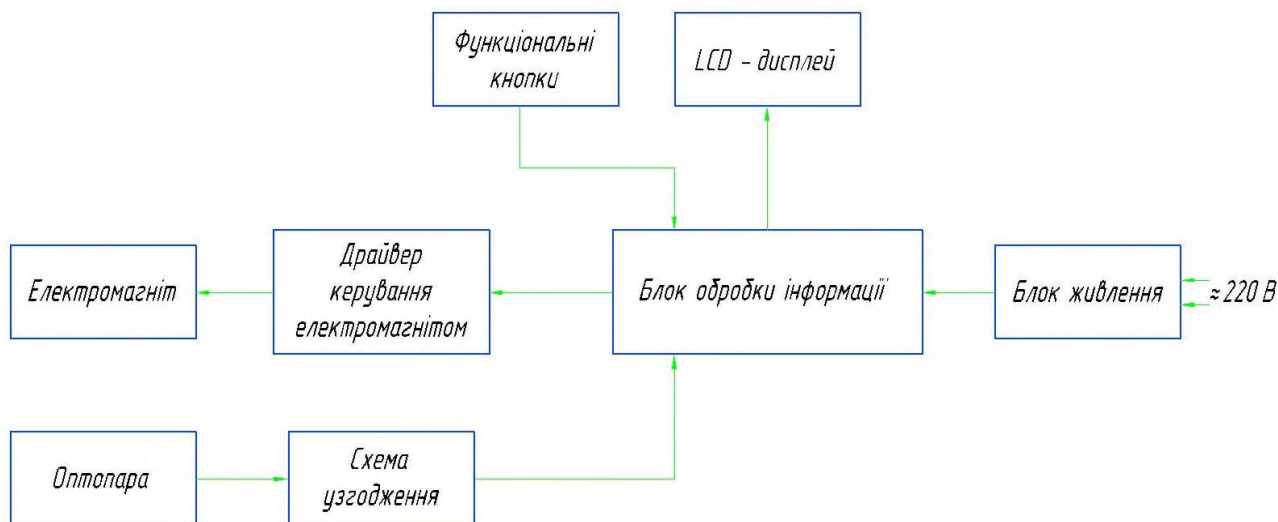 Функціональні
кнопки
LCD - дисплей
Електромагніт
Драйвер
керування
електромагнітом
Блок обробки інформації
Блок живлення
≈220 В
Оптопара
Схема
узгодження